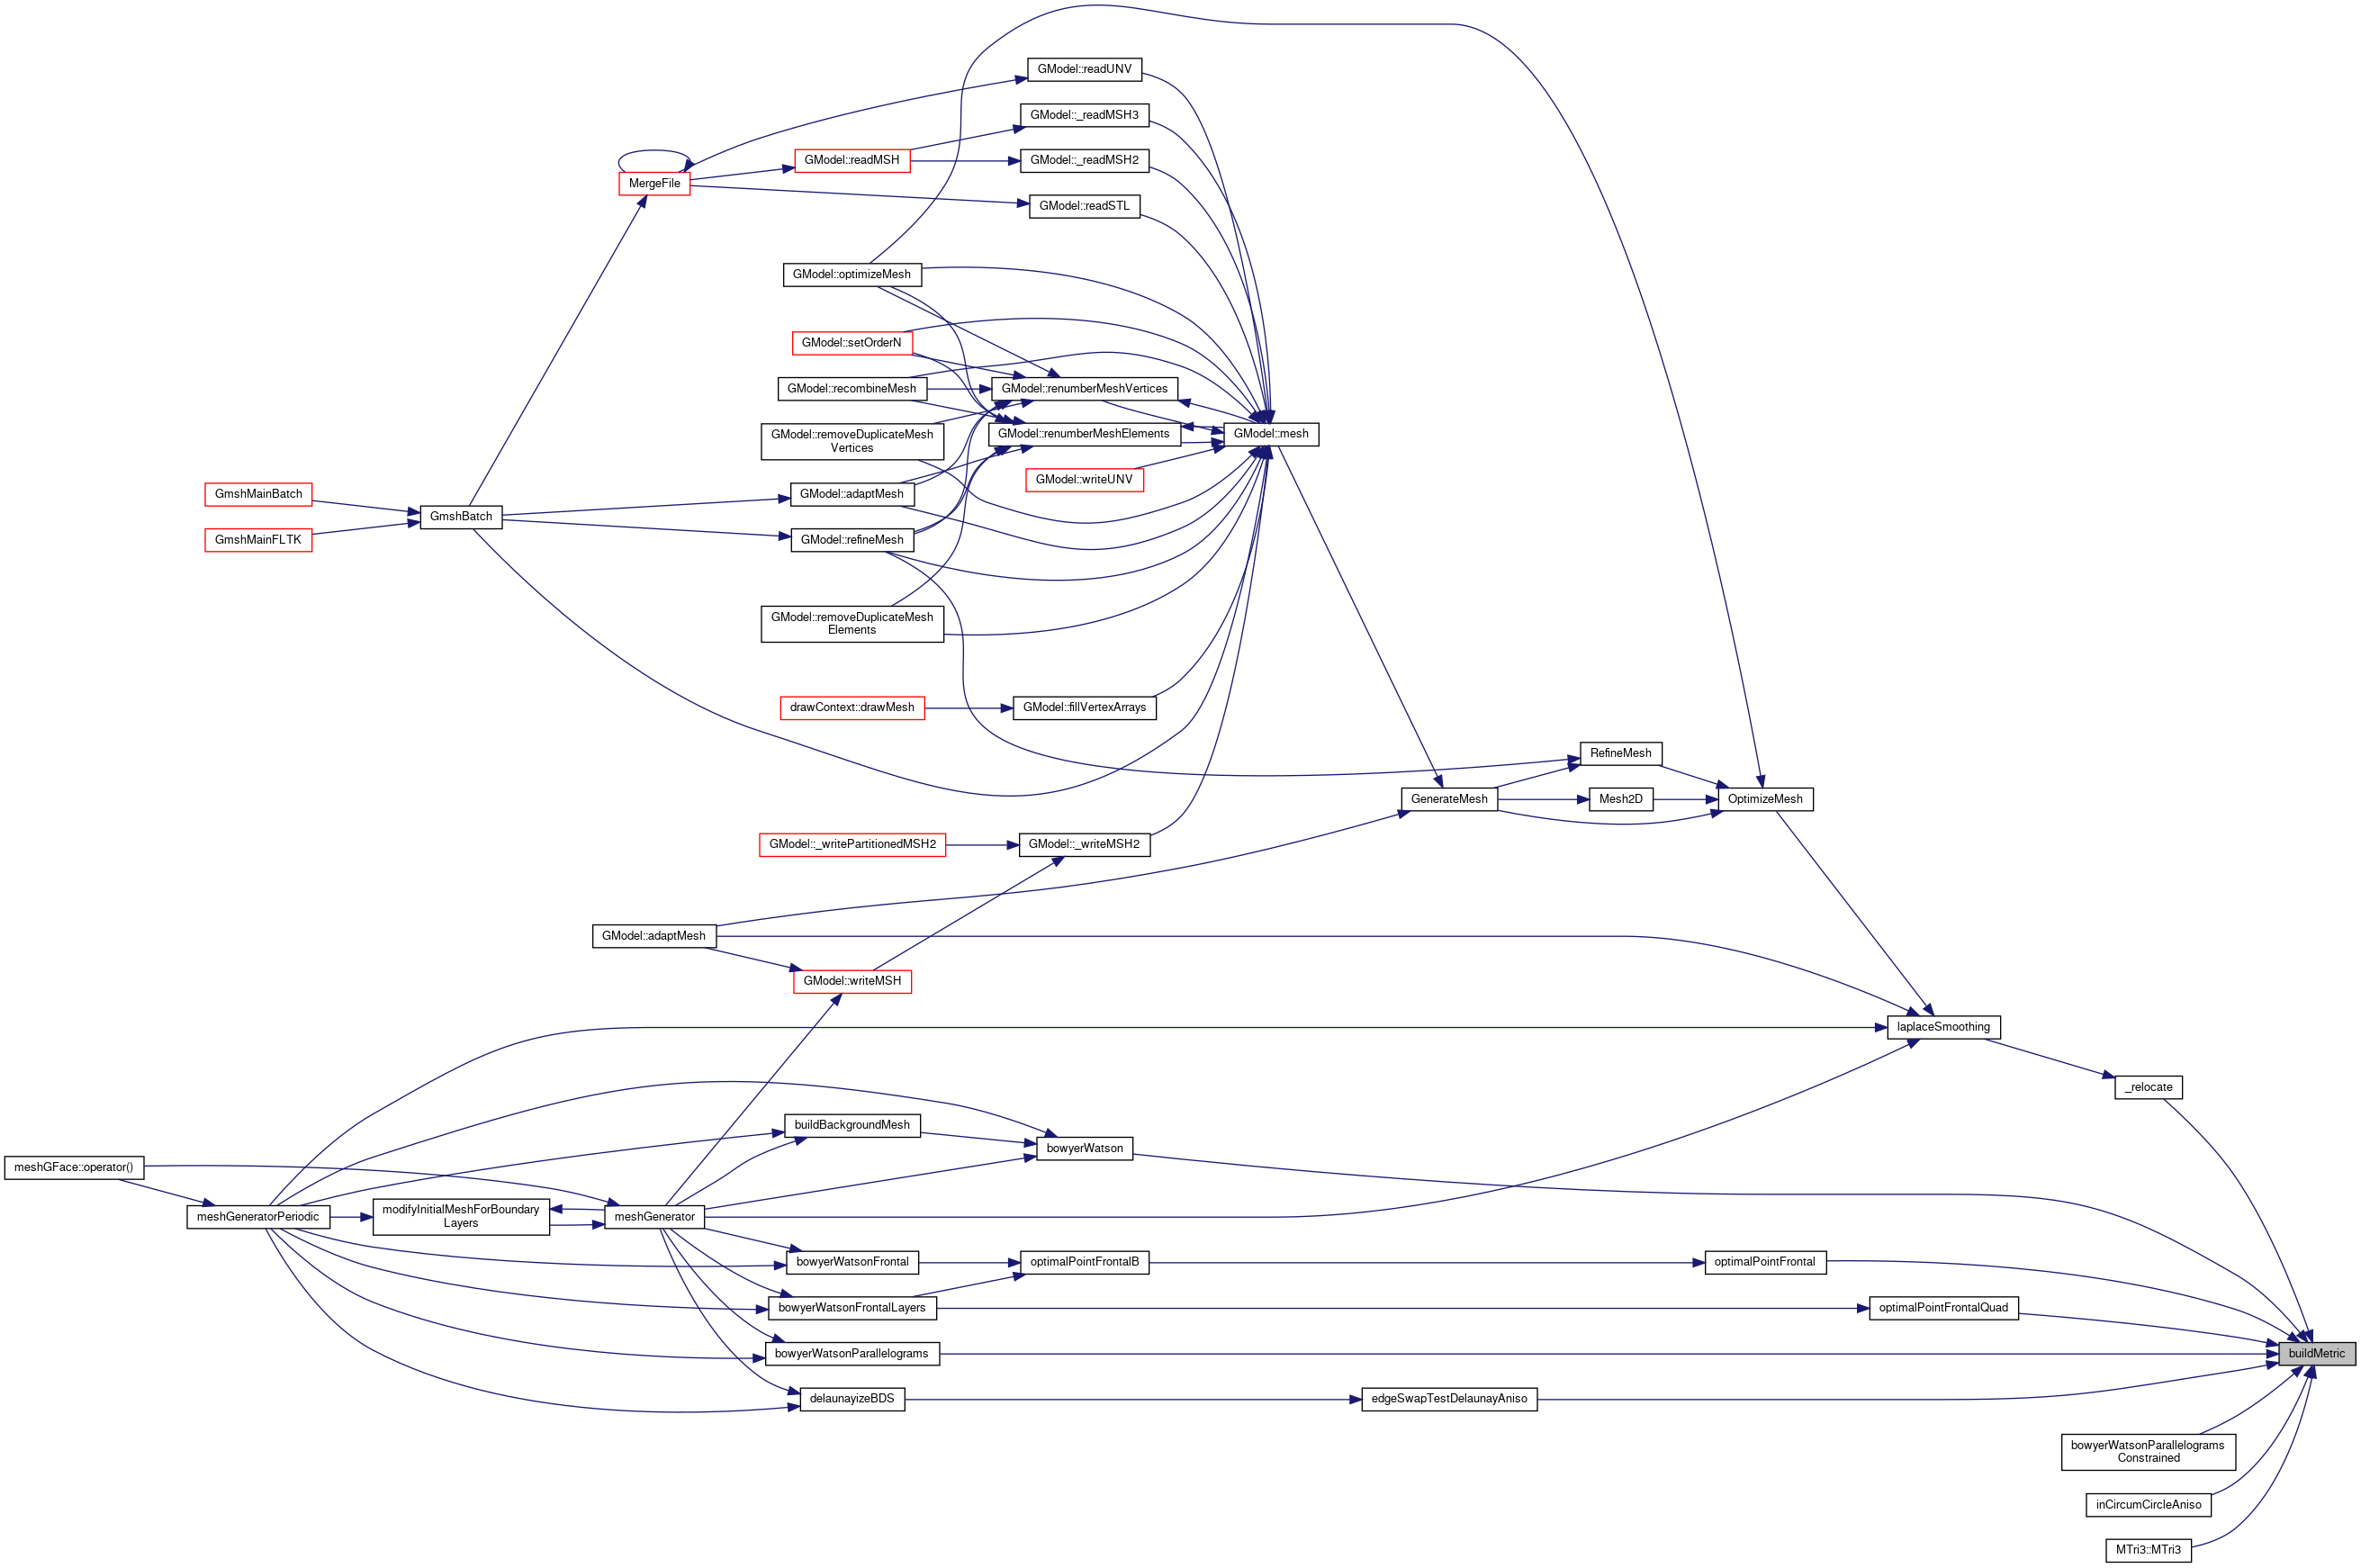 GModel::readUNV
GModel::_readMSH3
GModel::readMSH
GModel::_readMSH2
MergeFile
GModel::readSTL
GModel::optimizeMesh
GModel::setOrderN
GModel::recombineMesh
GModel::renumberMeshVertices
GModel::removeDuplicateMesh
Vertices
GModel::renumberMeshElements
GModel::mesh
GModel::writeUNV
GmshMainBatch
GModel::adaptMesh
GmshBatch
GmshMainFLTK
GModel::refineMesh
GModel::removeDuplicateMesh
Elements
drawContext::drawMesh
GModel::fillVertexArrays
RefineMesh
GenerateMesh
Mesh2D
OptimizeMesh
GModel::_writePartitionedMSH2
GModel::_writeMSH2
GModel::adaptMesh
GModel::writeMSH
laplaceSmoothing
_relocate
buildBackgroundMesh
bowyerWatson
meshGFace::operator()
meshGeneratorPeriodic
modifyInitialMeshForBoundary
Layers
meshGenerator
bowyerWatsonFrontal
optimalPointFrontalB
optimalPointFrontal
bowyerWatsonFrontalLayers
optimalPointFrontalQuad
bowyerWatsonParallelograms
buildMetric
delaunayizeBDS
edgeSwapTestDelaunayAniso
bowyerWatsonParallelograms
Constrained
inCircumCircleAniso
MTri3::MTri3